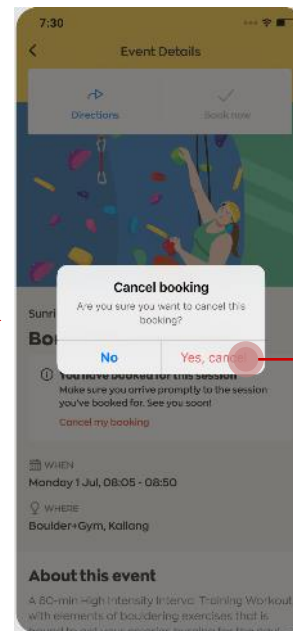 7:30
Event Details
Directions
Book now
Cancel booking
Are you sure you want to cancel this
booking?
No
Yes, cancel
Sunri
Bo
You have booked for this session
Make sure you arrive promptly to the session
you've booked for. See you soon!
Cancel my booking
WHEN
Monday 1 Jul, 08:05 - 08:50
WHERE
Boulder+Gym, Kallang
About this event
A 60-min High Intensity Interval Training Workout
with elements of bouldering exercises that is